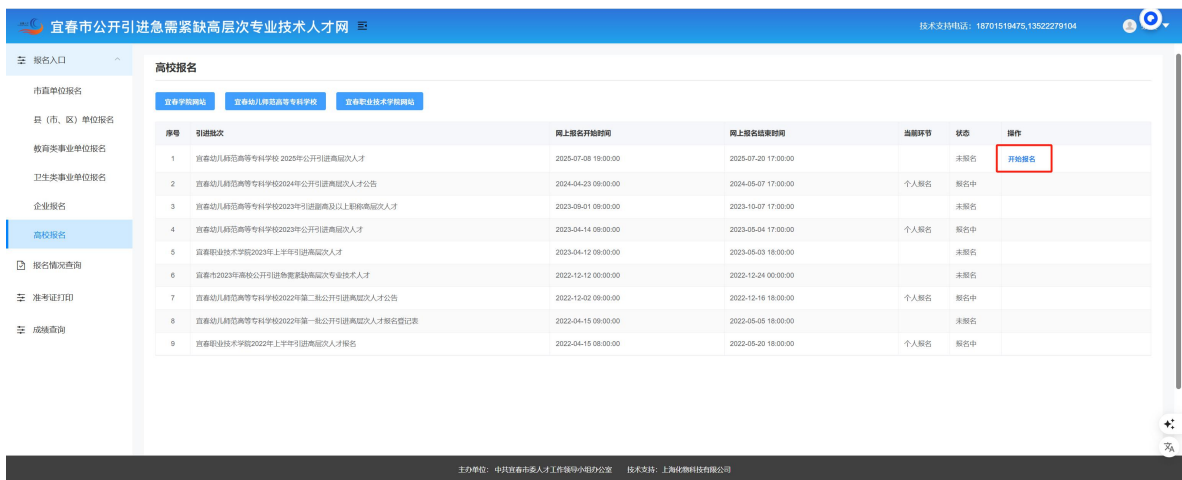 宜春市公开引进急需紧缺高层次专业技术人才网
技术支持电话：18701519475,13522279104
报名入口
市直单位报名
县（市、区）单位报名
教育类事业单位报名
卫生类事业单位报名
企业报名
高校报名
报名情况查询
准考证打印
成绩查询
高校报名
宜春学院网站 宜春幼儿师范高等专科学校 宜春职业技术学院网站
序号 引进批次 网上报名开始时间 网上报名结束时间 当前环节 状态 操作
1 宜春幼儿师范高等专科学校 2025年公开引进高层次人才 2025-07-08 19:00:00 2025-07-20 17:00:00 未报名 开始报名
2 宜春幼儿师范高等专科学校2024年公开引进高层次人才公告 2024-04-23 09:00:00 2024-05-07 17:00:00 个人报名 报名中
3 宜春幼儿师范高等专科学校2023年引进副高及以上职称高层次人才 2023-09-01 09:00:00 2023-10-07 17:00:00 未报名
4 宜春幼儿师范高等专科学校2023年公开引进高层次人才 2023-04-14 09:00:00 2023-05-04 17:00:00 个人报名 报名中
5 宜春职业技术学院2023年上半年引进高层次人才 2023-04-12 09:00:00 2023-05-03 18:00:00 未报名
6 宜春市2023年高校公开引进急需紧缺高层次专业技术人才 2022-12-12 00:00:00 2022-12-24 00:00:00 未报名
7 宜春幼儿师范高等专科学校2022年第二批公开引进高层次人才公告 2022-12-02 09:00:00 2022-12-16 18:00:00 个人报名 报名中
8 宜春幼儿师范高等专科学校2022年第一批公开引进高层次人才报名登记表 2022-04-15 09:00:00 2022-05-05 18:00:00 未报名
9 宜春职业技术学院2022年上半年引进高层次人才报名 2022-04-15 08:00:00 2022-05-20 18:00:00 个人报名 报名中
主办单位：中共宜春市委人才工作领导小组办公室 技术支持：上海化物科技有限公司